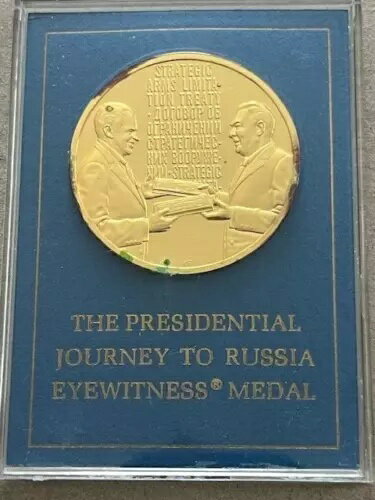 STRATEGIC
ARMS LIMITA
TION TREATY
• ДОГОВОР ОБ
ОГРАНИЧЕНИИ
СТРАТЕГИЧЕС-
КИХ ВООРУЖЕ-
НИЙ • STRATEGIC
THE PRESIDENTIAL
JOURNEY TO RUSSIA
EYEWITNESS® MEDAL